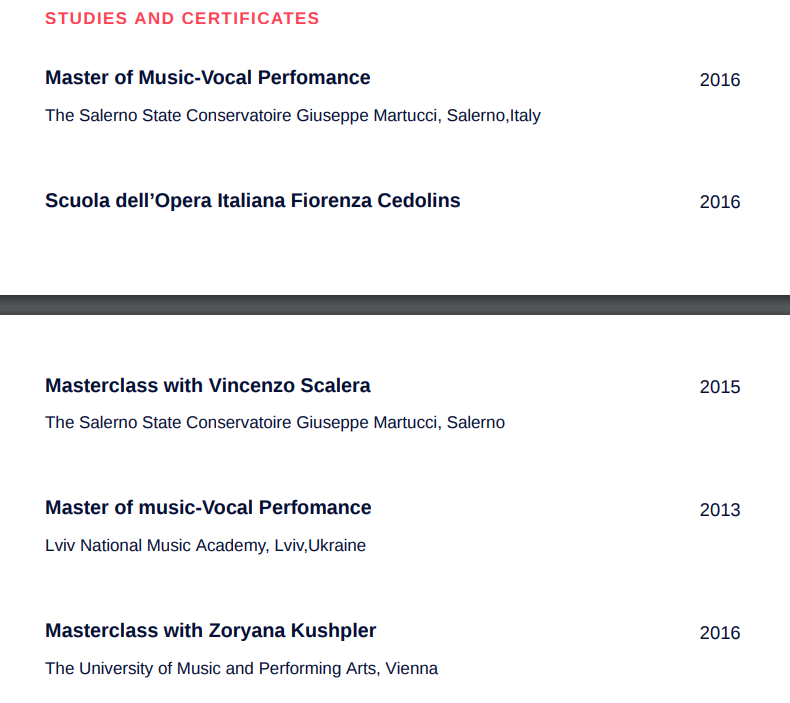 STUDIES AND CERTIFICATES
Master of Music-Vocal Perfomance
2016
The Salerno State Conservatoire Giuseppe Martucci, Salerno,Italy
Scuola dell’Opera Italiana Fiorenza Cedolins
2016
Masterclass with Vincenzo Scalera
2015
The Salerno State Conservatoire Giuseppe Martucci, Salerno
Master of music-Vocal Perfomance
2013
Lviv National Music Academy, Lviv,Ukraine
Masterclass with Zoryana Kushpler
2016
The University of Music and Performing Arts, Vienna